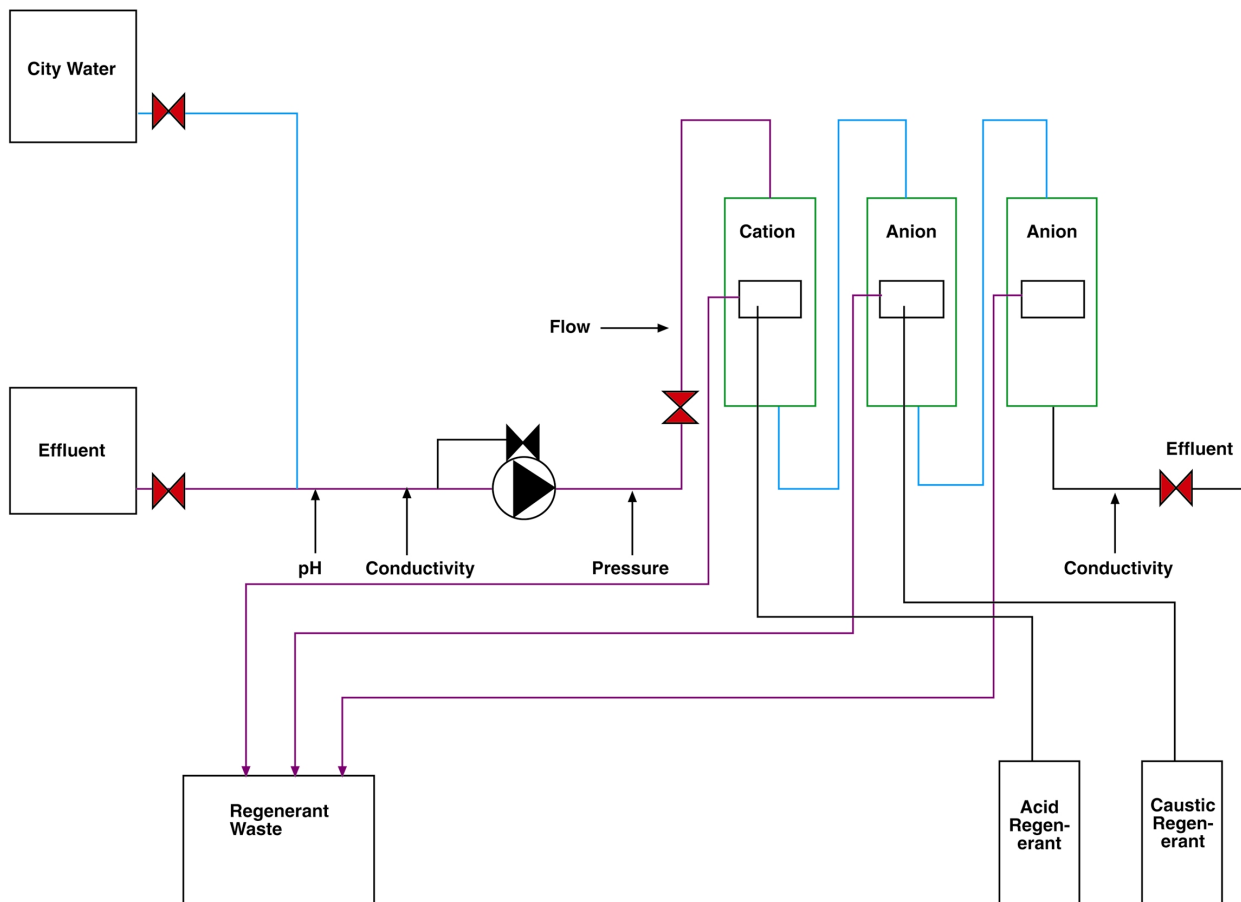 City Water
Cation
Anion
Anion
Flow
Effluent
Effluent
pH
Conductivity
Pressure
Conductivity
Regenerant
Waste
Acid
Regen-
erant
Caustic
Regen-
erant